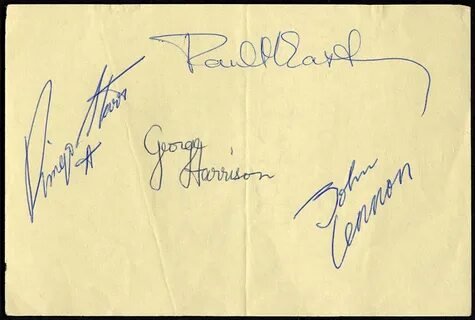 Paul McCartney
Ringo Starr
George
Harrison
John
Lennon